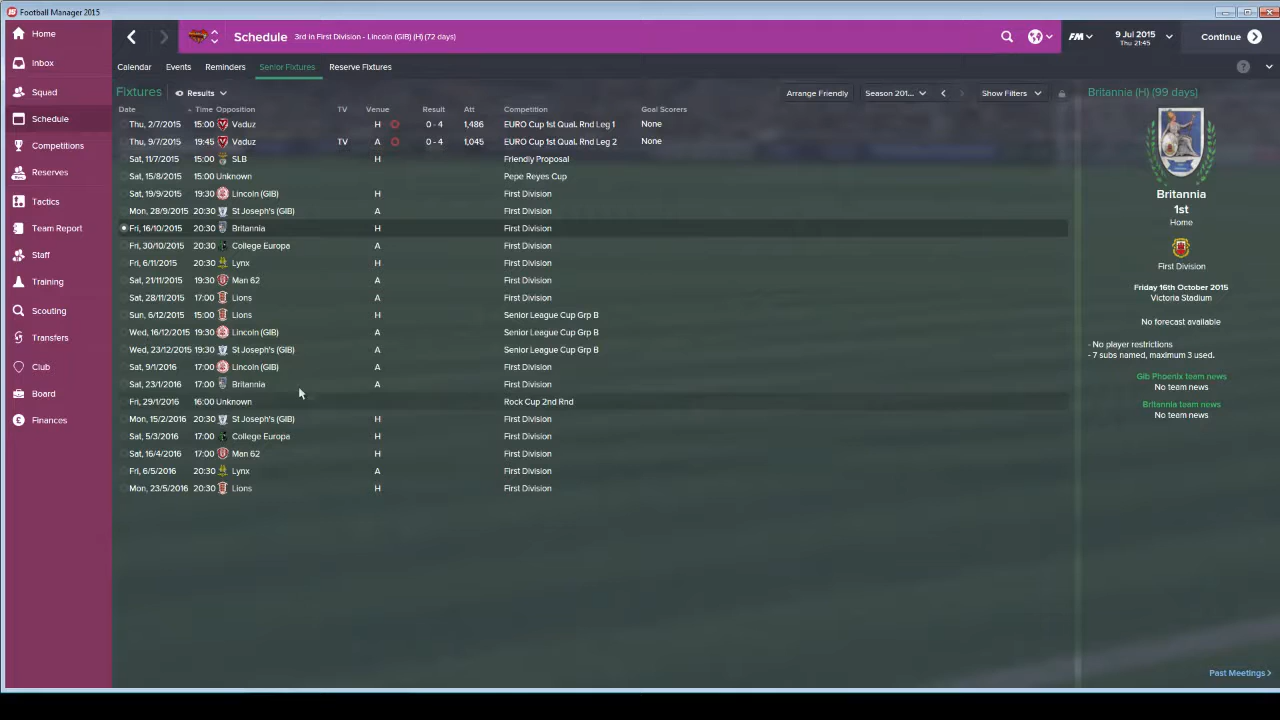 Football Manager 2015
Home
Inbox
Squad
Schedule
Competitions
Reserves
Tactics
Team Report
Staff
Training
Scouting
Transfers
Club
Board
Finances
Schedule 3rd in First Division - Lincoln (GIB) (H) (72 days)
FM
9 Jul 2015
Thu 21:45
Continue
Calendar Events Reminders Senior Fixtures Reserve Fixtures
Fixtures Results Arrange Friendly Season 201... Show Filters
Date Time Opposition TV Venue Result Att Competition Goal Scorers
Thu, 2/7/2015 15:00 Vaduz H 0 - 4 1,486 EURO Cup 1st Qual. Rnd Leg 1 None
Thu, 9/7/2015 19:45 Vaduz TV A 0 - 4 1,045 EURO Cup 1st Qual. Rnd Leg 2 None
Sat, 11/7/2015 15:00 SLB H Friendly Proposal
Sat, 15/8/2015 15:00 Unknown Pepe Reyes Cup
Sat, 19/9/2015 19:30 Lincoln (GIB) H First Division
Mon, 28/9/2015 20:30 St Joseph's (GIB) A First Division
Fri, 16/10/2015 20:30 Britannia H First Division
Fri, 30/10/2015 20:30 College Europa A First Division
Fri, 6/11/2015 20:30 Lynx H First Division
Sat, 21/11/2015 19:30 Man 62 A First Division
Sat, 28/11/2015 17:00 Lions A First Division
Sun, 6/12/2015 15:00 Lions H Senior League Cup Grp B
Wed, 16/12/2015 19:30 Lincoln (GIB) A Senior League Cup Grp B
Wed, 23/12/2015 19:30 St Joseph's (GIB) A Senior League Cup Grp B
Sat, 9/1/2016 17:00 Lincoln (GIB) A First Division
Sat, 23/1/2016 17:00 Britannia A First Division
Fri, 29/1/2016 16:00 Unknown Rock Cup 2nd Rnd
Mon, 15/2/2016 20:30 St Joseph's (GIB) H First Division
Sat, 5/3/2016 17:00 College Europa H First Division
Sat, 16/4/2016 17:00 Man 62 H First Division
Fri, 6/5/2016 20:30 Lynx A First Division
Mon, 23/5/2016 20:30 Lions H First Division
Britannia (H) (99 days)
Britannia
1st
Home
First Division
Friday 16th October 2015
Victoria Stadium
No forecast available
- No player restrictions
- 7 subs named, maximum 3 used.
Gib Phoenix team news
No team news
Britannia team news
No team news
Past Meetings >